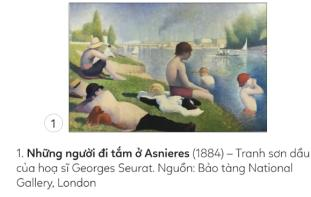 1
1. Những người đi tắm ở Asnieres (1884) – Tranh sơn dầu
của hoạ sĩ Georges Seurat. Nguồn: Bảo tàng National
Gallery, London